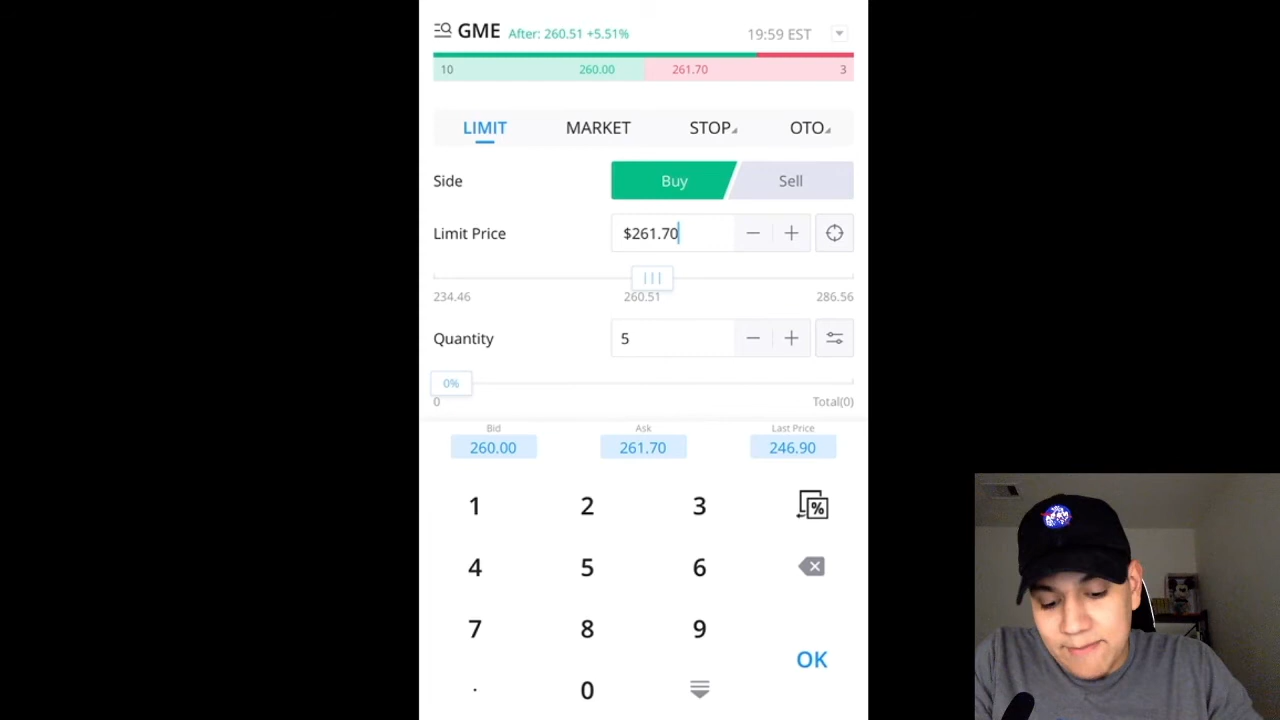 GME After: 260.51 +5.51% 19:59 EST
10 260.00 261.70 3
LIMIT MARKET STOP OTO
Side Buy Sell
Limit Price $261.70
234.46 260.51 286.56
Quantity 5
0%
0 Total(0)
Bid Ask Last Price
260.00 261.70 246.90
1 2 3 %
4 5 6
7 8 9
OK
. 0